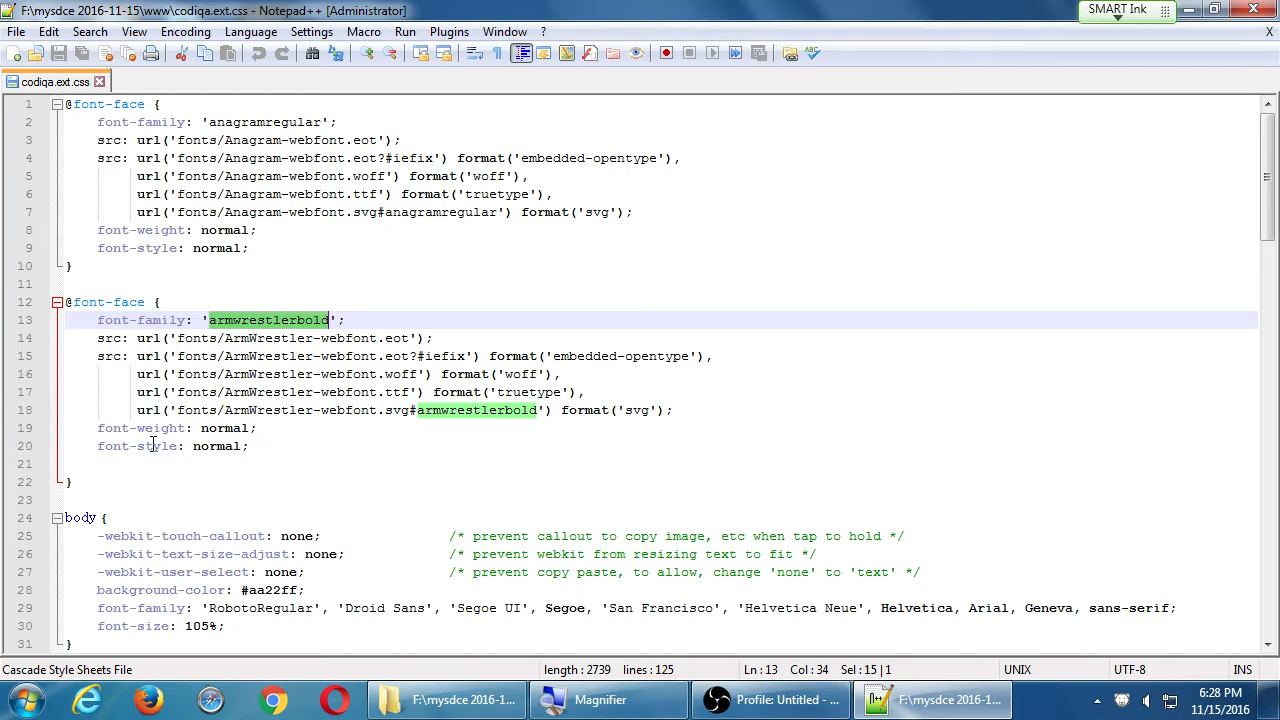 F:\mysdce 2016-11-15\www\codiqa.ext.css - Notepad++ [Administrator]
SMART Ink
File Edit Search View Encoding Language Settings Macro Run Plugins Window ? X
codiqa.ext.css
1 @font-face {
2 font-family: 'anagramregular';
3 src: url('fonts/Anagram-webfont.eot');
4 src: url('fonts/Anagram-webfont.eot?#iefix') format('embedded-opentype'),
5 url('fonts/Anagram-webfont.woff') format('woff'),
6 url('fonts/Anagram-webfont.ttf') format('truetype'),
7 url('fonts/Anagram-webfont.svg#anagramregular') format('svg');
8 font-weight: normal;
9 font-style: normal;
10 }
11
12 @font-face {
13 font-family: 'armwrestlerbold';
14 src: url('fonts/ArmWrestler-webfont.eot');
15 src: url('fonts/ArmWrestler-webfont.eot?#iefix') format('embedded-opentype'),
16 url('fonts/ArmWrestler-webfont.woff') format('woff'),
17 url('fonts/ArmWrestler-webfont.ttf') format('truetype'),
18 url('fonts/ArmWrestler-webfont.svg#armwrestlerbold') format('svg');
19 font-weight: normal;
20 font-style: normal;
21
22 }
23
24 body {
25 -webkit-touch-callout: none; /* prevent callout to copy image, etc when tap to hold */
26 -webkit-text-size-adjust: none; /* prevent webkit from resizing text to fit */
27 -webkit-user-select: none; /* prevent copy paste, to allow, change 'none' to 'text' */
28 background-color: #aa22ff;
29 font-family: 'RobotoRegular', 'Droid Sans', 'Segoe UI', Segoe, 'San Francisco', 'Helvetica Neue', Helvetica, Arial, Geneva, sans-serif;
30 font-size: 105%;
31 }
Cascade Style Sheets File length : 2739 lines : 125 Ln : 13 Col : 34 Sel : 15 | 1 UNIX UTF-8 INS
F:\mysdce 2016-1... Magnifier Profile: Untitled - ... F:\mysdce 2016-1... 6:28 PM
11/15/2016